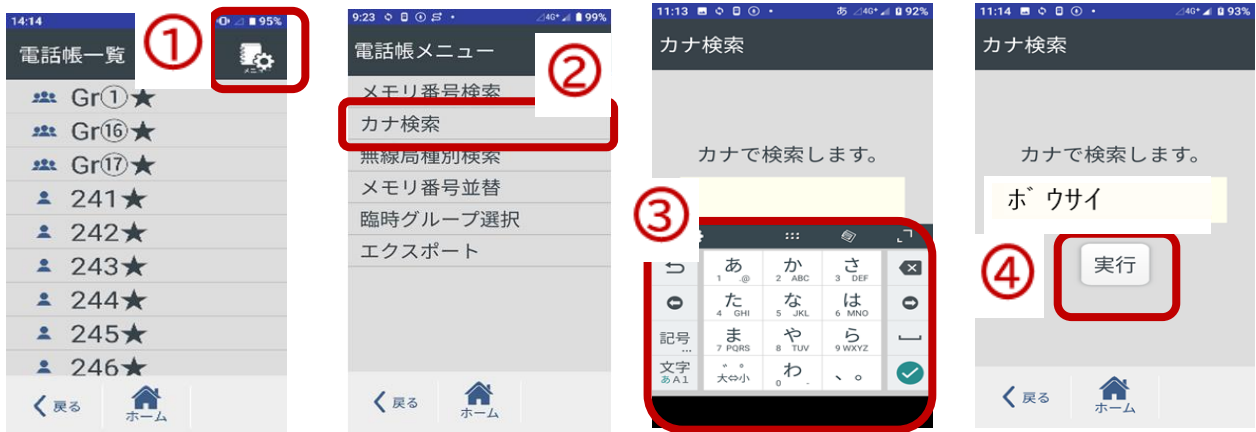 14:14 95%
電話帳一覧
①
メニュー
Gr①★
Gr⑯★
Gr⑰★
241★
242★
243★
244★
245★
246★
戻る
ホーム
9:23 4G+ 99%
電話帳メニュー
②
メモリ番号検索
カナ検索
無線局種別検索
メモリ番号並替
臨時グループ選択
エクスポート
戻る
ホーム
11:13 あ 4G+ 92%
カナ検索
カナで検索します。
③
あ か さ
1 .@ 2 ABC 3 DEF
た な は
4 GHI 5 JKL 6 MNO
記号 ま や ら
... 7 PQRS 8 TUV 9 WXYZ
文字 ゛゜ わ 、。
あA1 大⇔小 0 -
11:14 4G+ 93%
カナ検索
カナで検索します。
ボウサイ
④
実行
戻る
ホーム